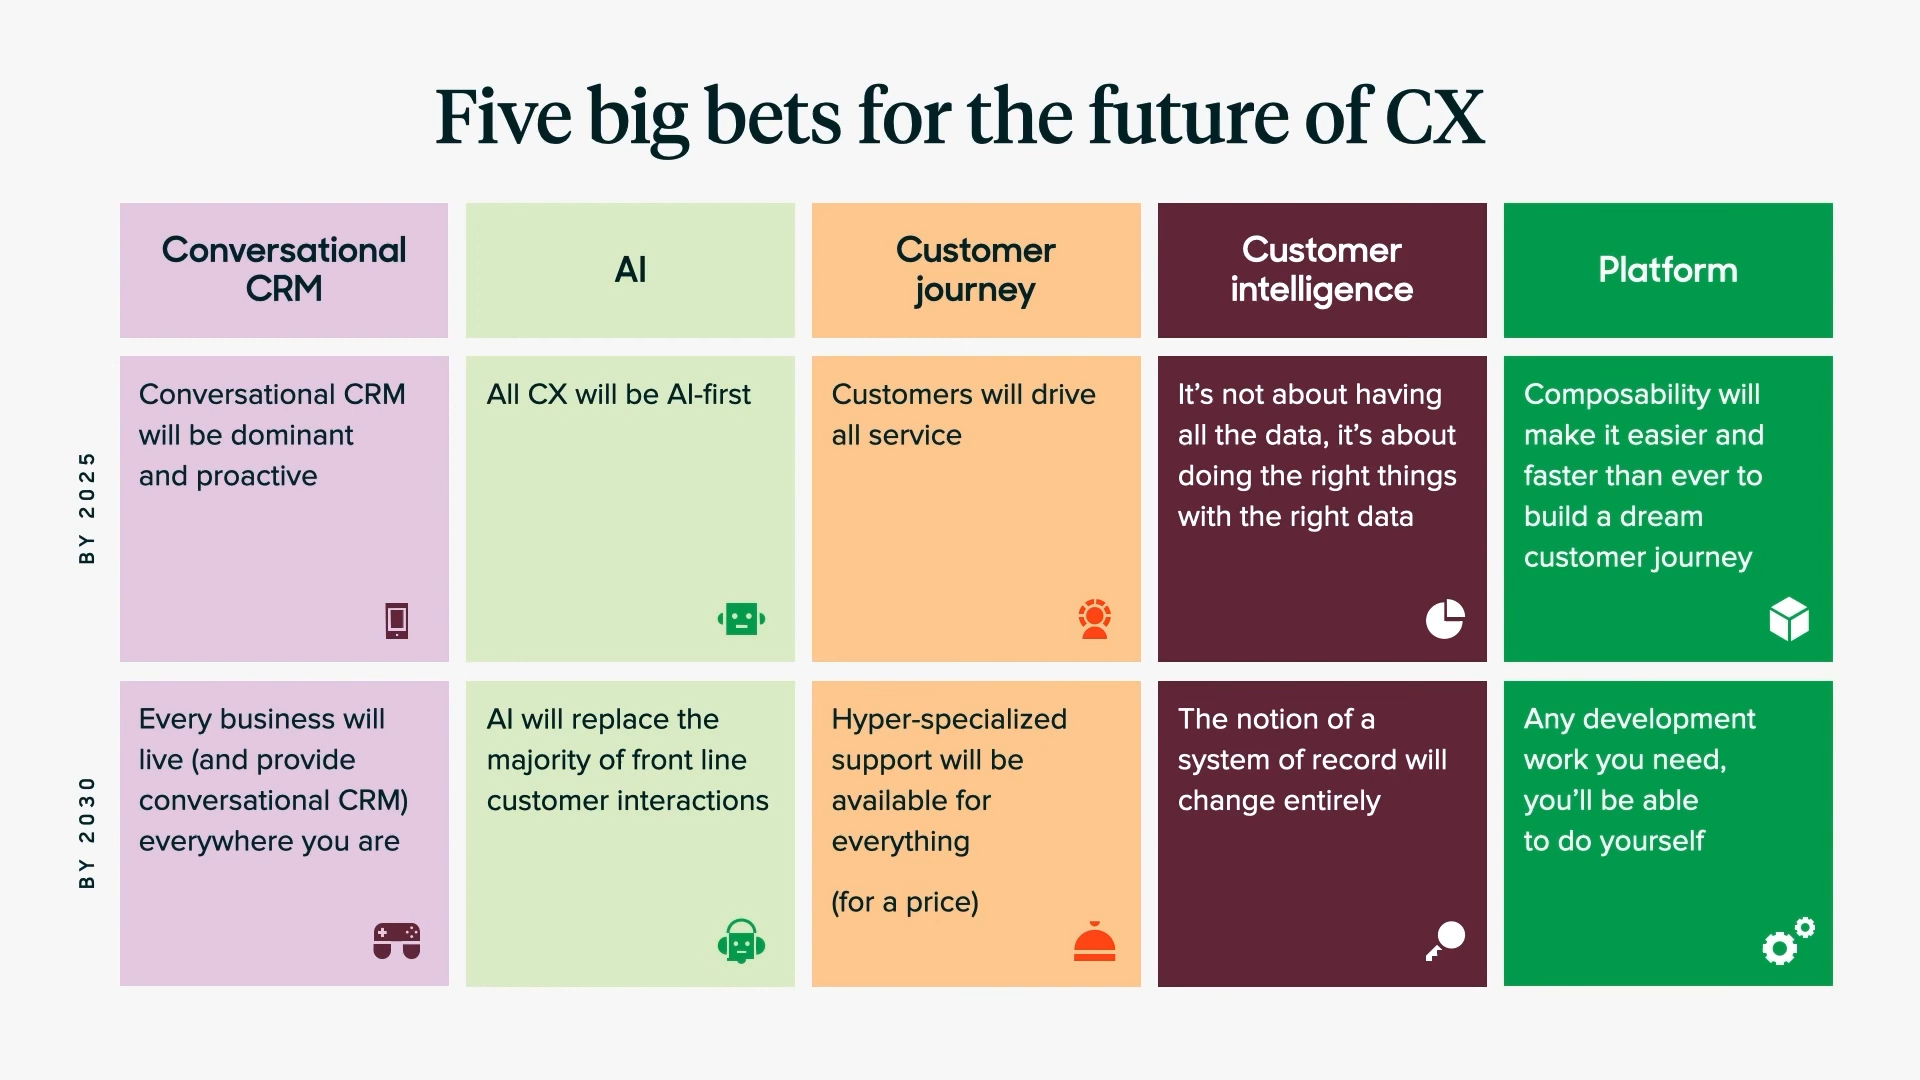 Five big bets for the future of CX
Conversational
CRM
AI
Customer
journey
Customer
intelligence
Platform
BY 2025
Conversational CRM
will be dominant
and proactive
All CX will be AI-first
Customers will drive
all service
It’s not about having
all the data, it’s about
doing the right things
with the right data
Composability will
make it easier and
faster than ever to
build a dream
customer journey
BY 2030
Every business will
live (and provide
conversational CRM)
everywhere you are
AI will replace the
majority of front line
customer interactions
Hyper-specialized
support will be
available for
everything
(for a price)
The notion of a
system of record will
change entirely
Any development
work you need,
you’ll be able
to do yourself